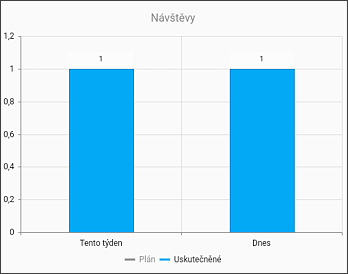 Návštěvy
1,2
1
0,8
0,6
0,4
0,2
0
1
1
Tento týden
Dnes
Plán
Uskutečněné